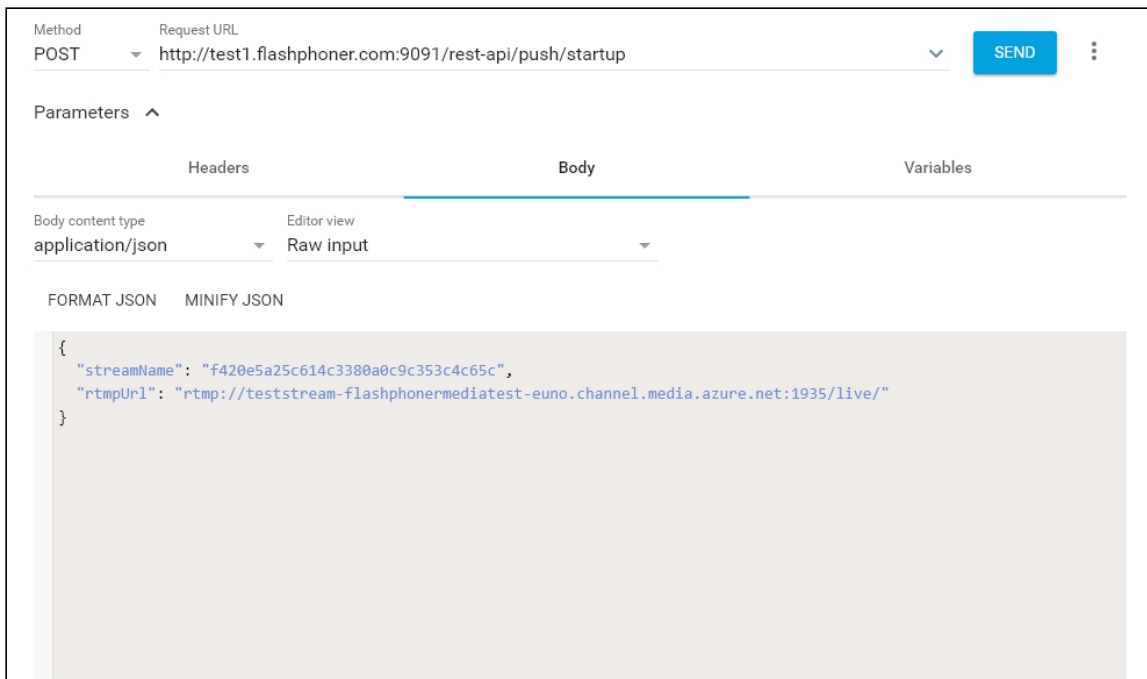 Method Request URL
POST http://test1.flashphoner.com:9091/rest-api/push/startup SEND
Parameters
Headers Body Variables
Body content type Editor view
application/json Raw input
FORMAT JSON MINIFY JSON
{
"streamName": "f420e5a25c614c3380a0c9c353c4c65c",
"rtmpUrl": "rtmp://teststream-flashphonermediatest-euno.channel.media.azure.net:1935/live/"
}